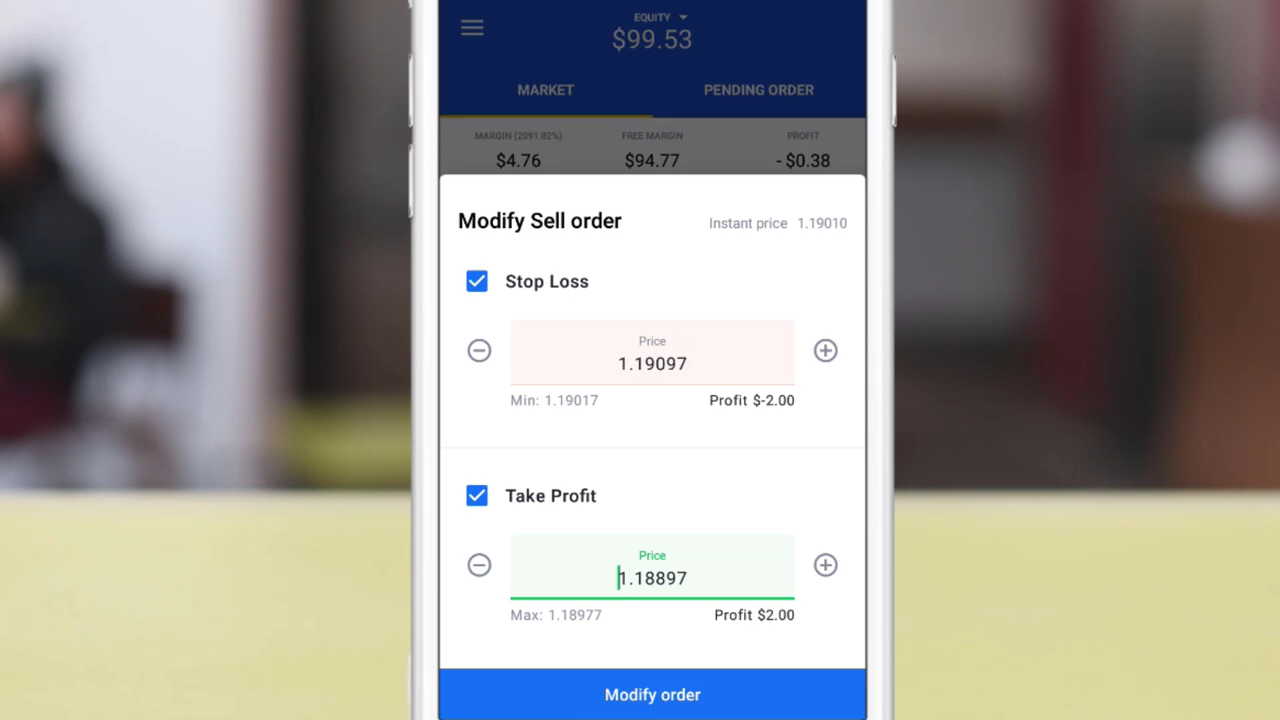 EQUITY
$99.53
MARKET PENDING ORDER
MARGIN (2091.02%) FREE MARGIN PROFIT
$4.76 $94.77 - $0.38
Modify Sell order Instant price 1.19010
Stop Loss
Price
1.19097
Min: 1.19017 Profit $-2.00
Take Profit
Price
1.18897
Max: 1.18977 Profit $2.00
Modify order